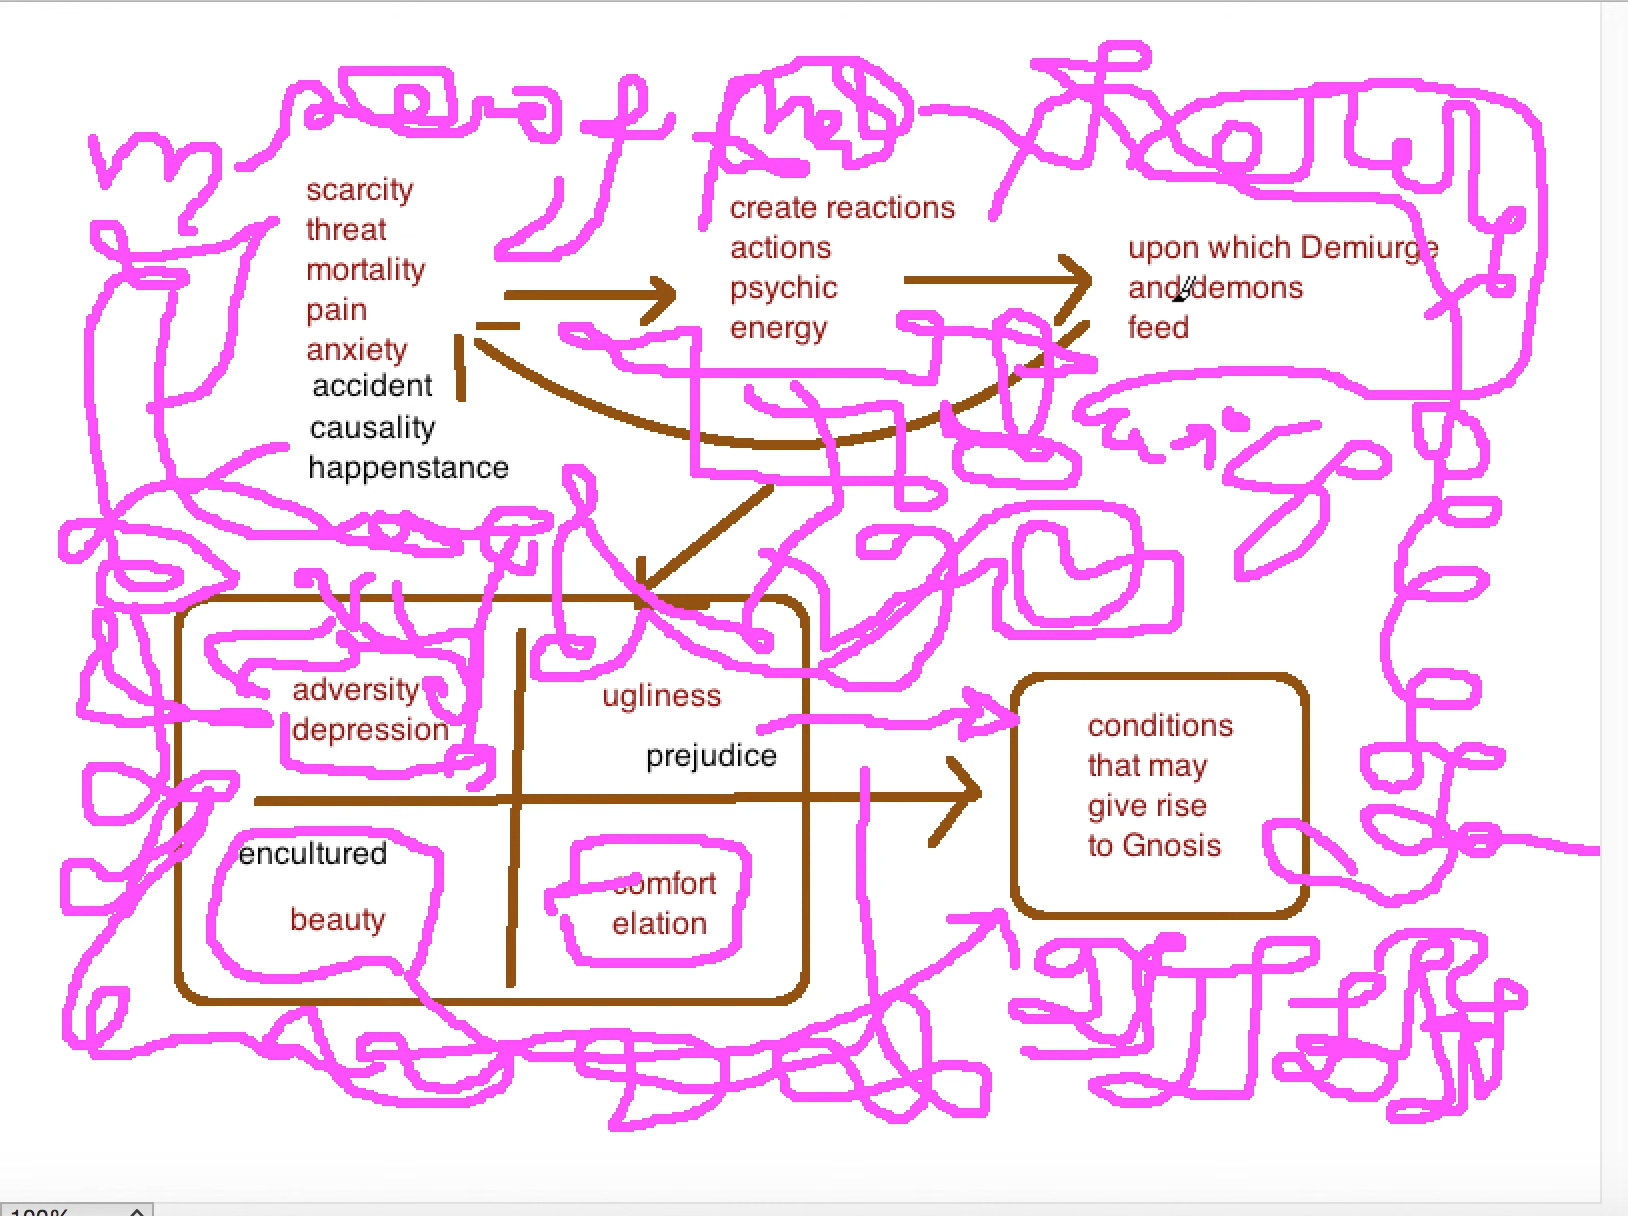 scarcity
threat
mortality
pain
anxiety
accident
causality
happenstance
create reactions
actions
psychic
energy
upon which Demiurge
and demons
feed
adversity
depression
ugliness
prejudice
encultured
beauty
comfort
elation
conditions
that may
give rise
to Gnosis